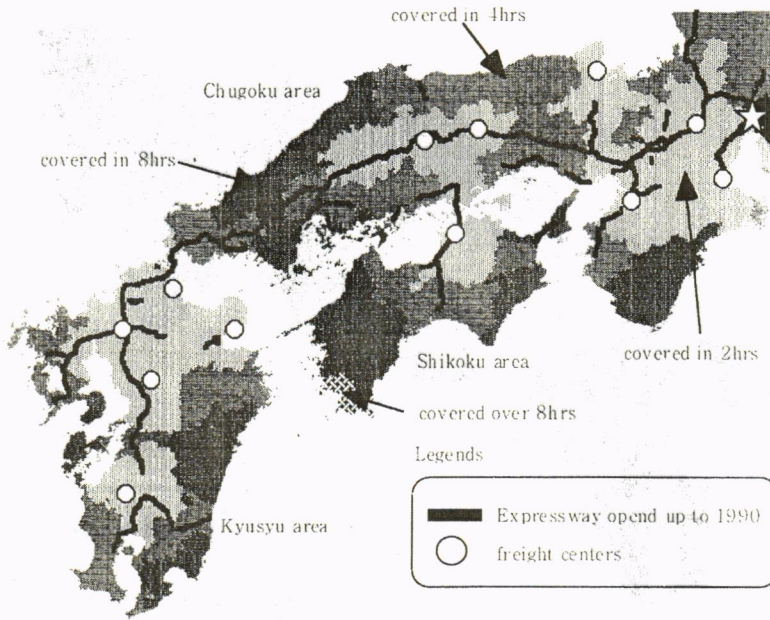 covered in 4hrs
Chugoku area
covered in 8hrs
Shikoku area
covered in 2hrs
covered over 8hrs
Legends
Kyusyu area
Expressway opend up to 1990
freight centers